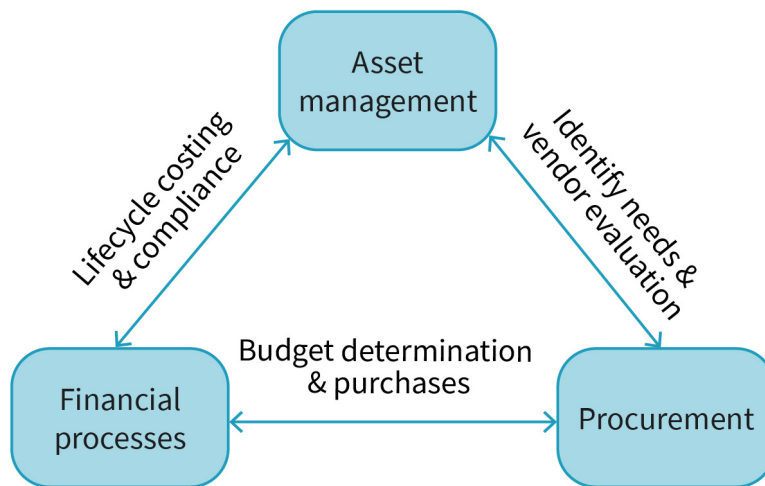 Asset
management
Lifecycle costing
& compliance
Identify needs &
vendor evaluation
Budget determination
& purchases
Financial
processes
Procurement